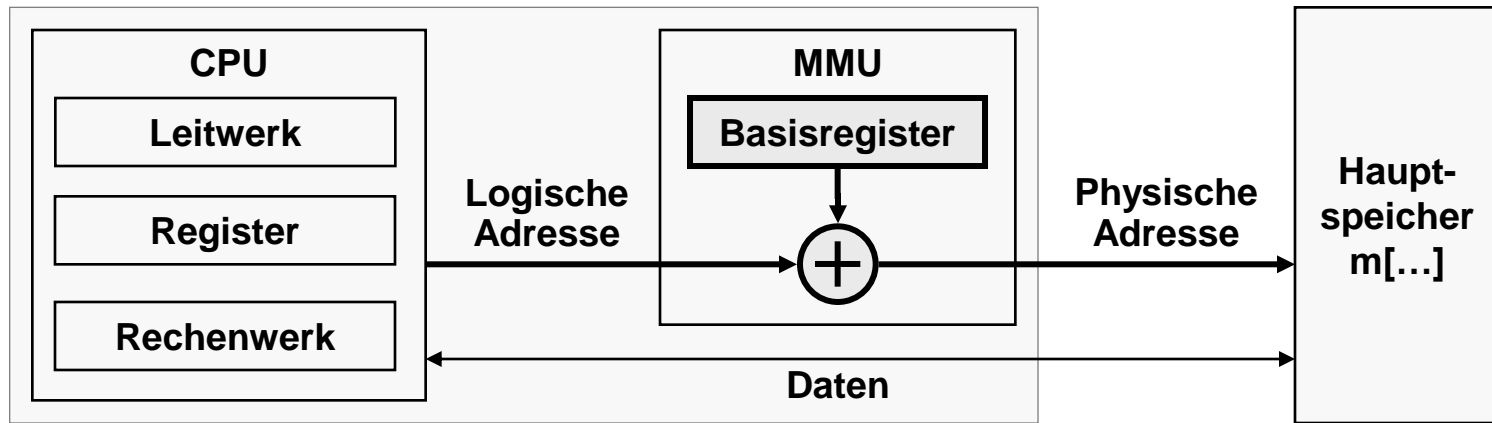 CPU
Leitwerk
Register
Rechenwerk
Logische
Adresse
MMU
Basisregister
Physische
Adresse
Daten
Haupt-
speicher
m[…]